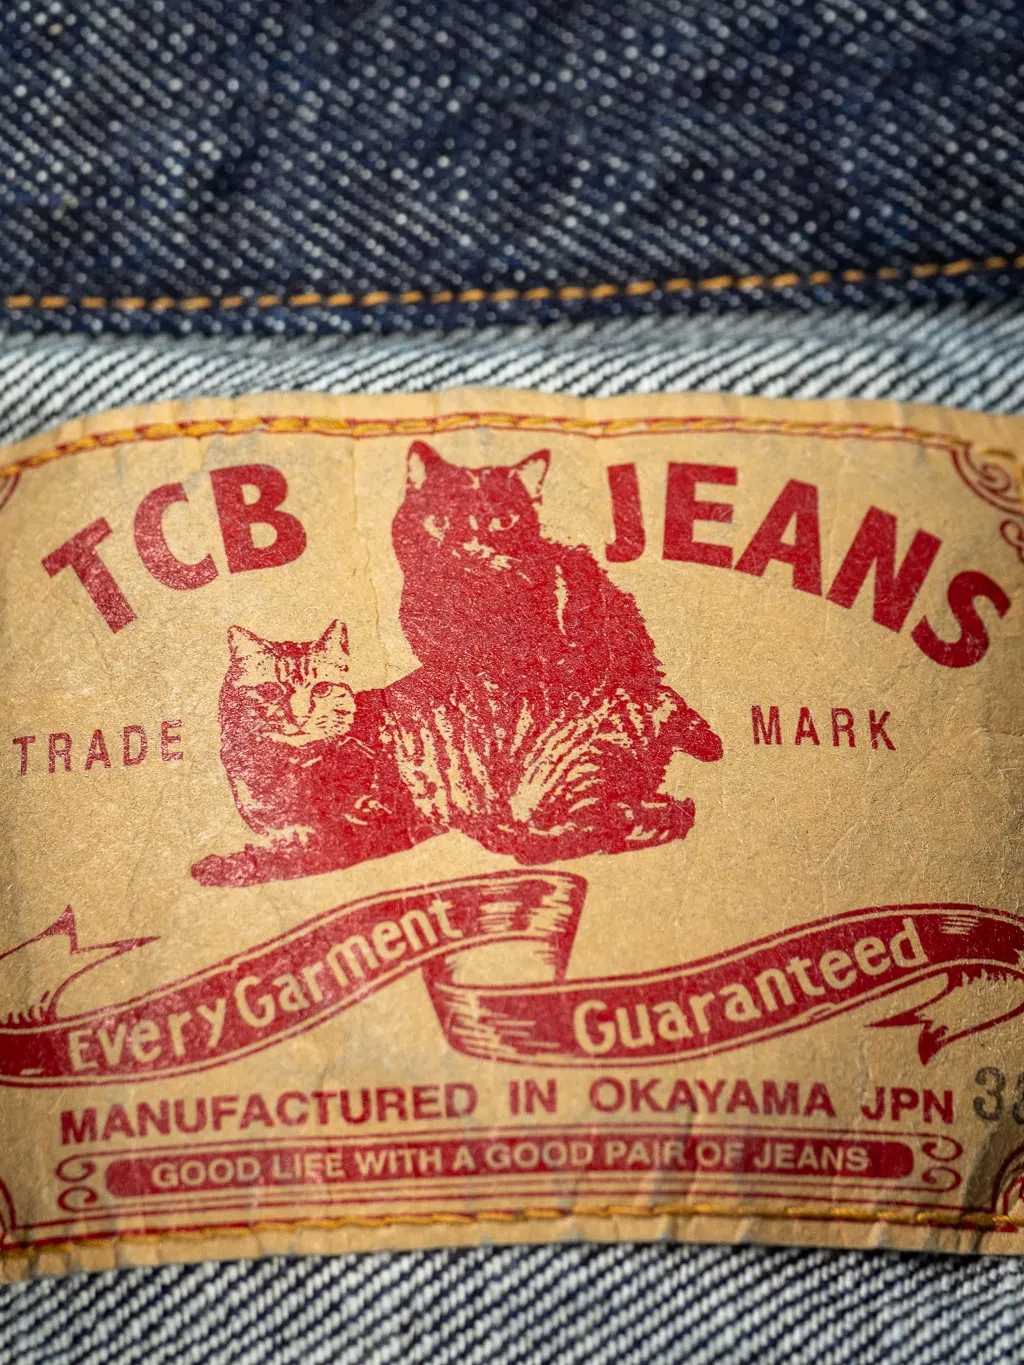 TCB JEANS
TRADE MARK
Every Garment Guaranteed
MANUFACTURED IN OKAYAMA JPN
GOOD LIFE WITH A GOOD PAIR OF JEANS